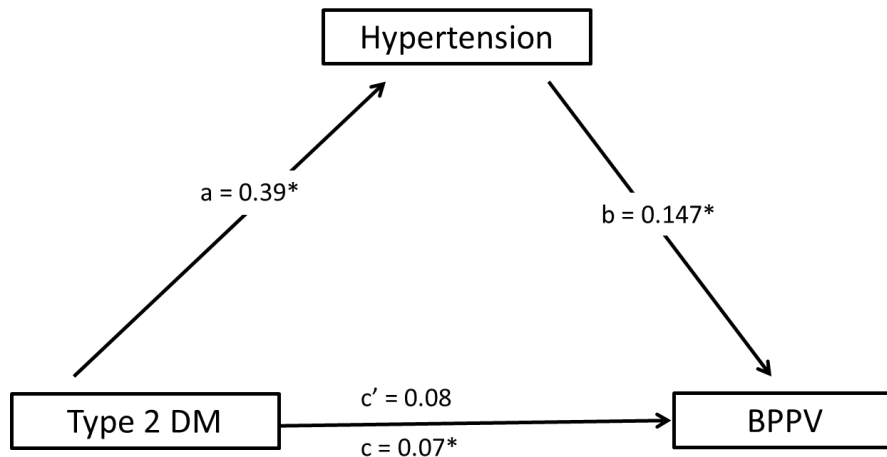 Hypertension
a = 0.39*
b = 0.147*
c’ = 0.08
Type 2 DM
BPPV
c = 0.07*